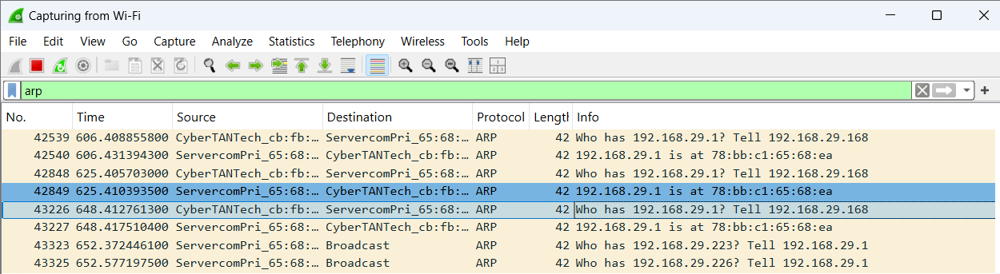 Capturing from Wi-Fi
File Edit View Go Capture Analyze Statistics Telephony Wireless Tools Help
arp
No. Time Source Destination Protocol Length Info
42539 606.408855800 CyberTANTech_cb:fb:… ServercomPri_65:68:… ARP 42 Who has 192.168.29.1? Tell 192.168.29.168
42540 606.431394300 ServercomPri_65:68:… CyberTANTech_cb:fb:… ARP 42 192.168.29.1 is at 78:bb:c1:65:68:ea
42848 625.405703000 CyberTANTech_cb:fb:… ServercomPri_65:68:… ARP 42 Who has 192.168.29.1? Tell 192.168.29.168
42849 625.410393500 ServercomPri_65:68:… CyberTANTech_cb:fb:… ARP 42 192.168.29.1 is at 78:bb:c1:65:68:ea
43226 648.412761300 CyberTANTech_cb:fb:… ServercomPri_65:68:… ARP 42 Who has 192.168.29.1? Tell 192.168.29.168
43227 648.417510400 ServercomPri_65:68:… CyberTANTech_cb:fb:… ARP 42 192.168.29.1 is at 78:bb:c1:65:68:ea
43323 652.372446100 ServercomPri_65:68:… Broadcast ARP 42 Who has 192.168.29.223? Tell 192.168.29.1
43325 652.577197500 ServercomPri_65:68:… Broadcast ARP 42 Who has 192.168.29.226? Tell 192.168.29.1